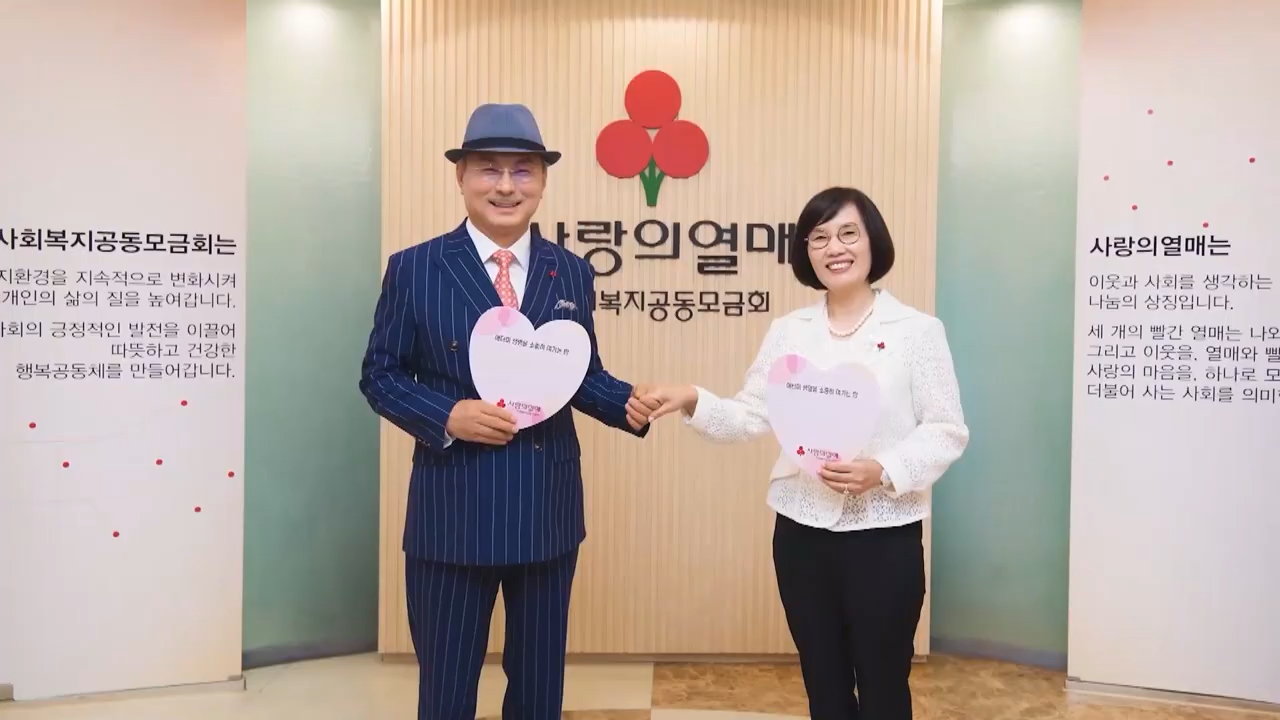 사회복지공동모금회는
지환경을 지속적으로 변화시켜
개인의 삶의 질을 높여갑니다.
사회의 긍정적인 발전을 이끌어
따뜻하고 건강한
행복공동체를 만들어갑니다.
사랑의열매
복지공동모금회
사랑의열매
사랑의열매
사랑의열매는
이웃과 사회를 생각하는
나눔의 상징입니다.
세 개의 빨간 열매는 나와
그리고 이웃을, 열매와 빨
사랑의 마음을, 하나로 모
더불어 사는 사회를 의미